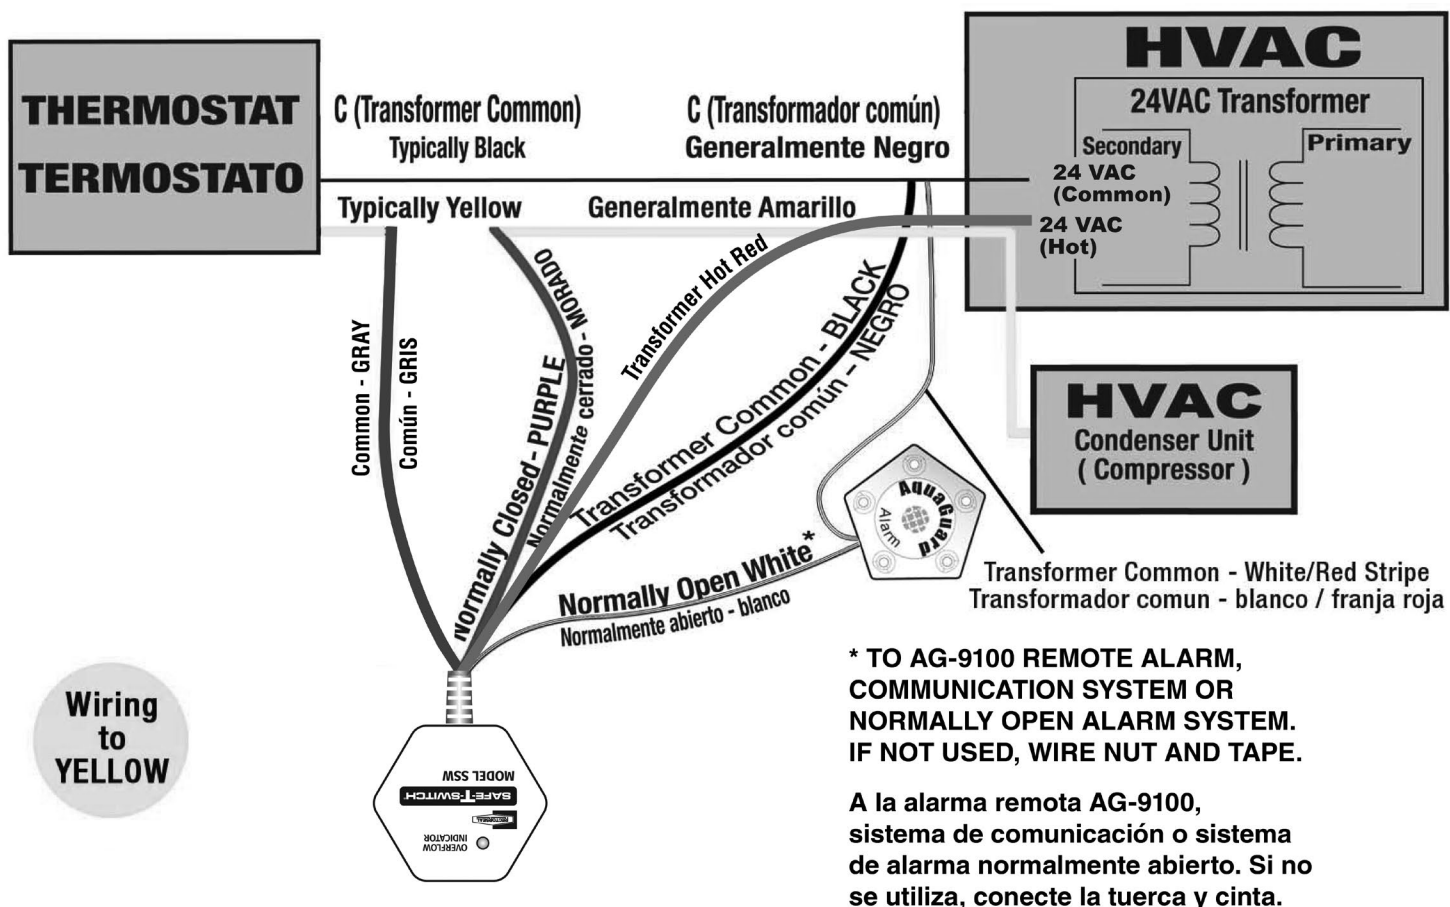 THERMOSTAT
TERMOSTATO
C (Transformer Common)
Typically Black
C (Transformador común)
Generalmente Negro
HVAC
24VAC Transformer
Secondary
Primary
24 VAC
(Common)
24 VAC
(Hot)
Typically Yellow
Generalmente Amarillo
Common - GRAY
Común - GRIS
Normally Closed - PURPLE
Normalmente cerrado - MORADO
Transformer Hot Red
Transformer Common - BLACK
Transformador común – NEGRO
HVAC
Condenser Unit
( Compressor )
AquaGuard
Alarm
Normally Open White*
Normalmente abierto - blanco
Transformer Common - White/Red Stripe
Transformador comun - blanco / franja roja
* TO AG-9100 REMOTE ALARM,
COMMUNICATION SYSTEM OR
NORMALLY OPEN ALARM SYSTEM.
IF NOT USED, WIRE NUT AND TAPE.
A la alarma remota AG-9100,
sistema de comunicación o sistema
de alarma normalmente abierto. Si no
se utiliza, conecte la tuerca y cinta.
Wiring
to
YELLOW
OVERFLOW
INDICATOR
RECTORSEAL
SAFE-T-SWITCH
MODEL SSW